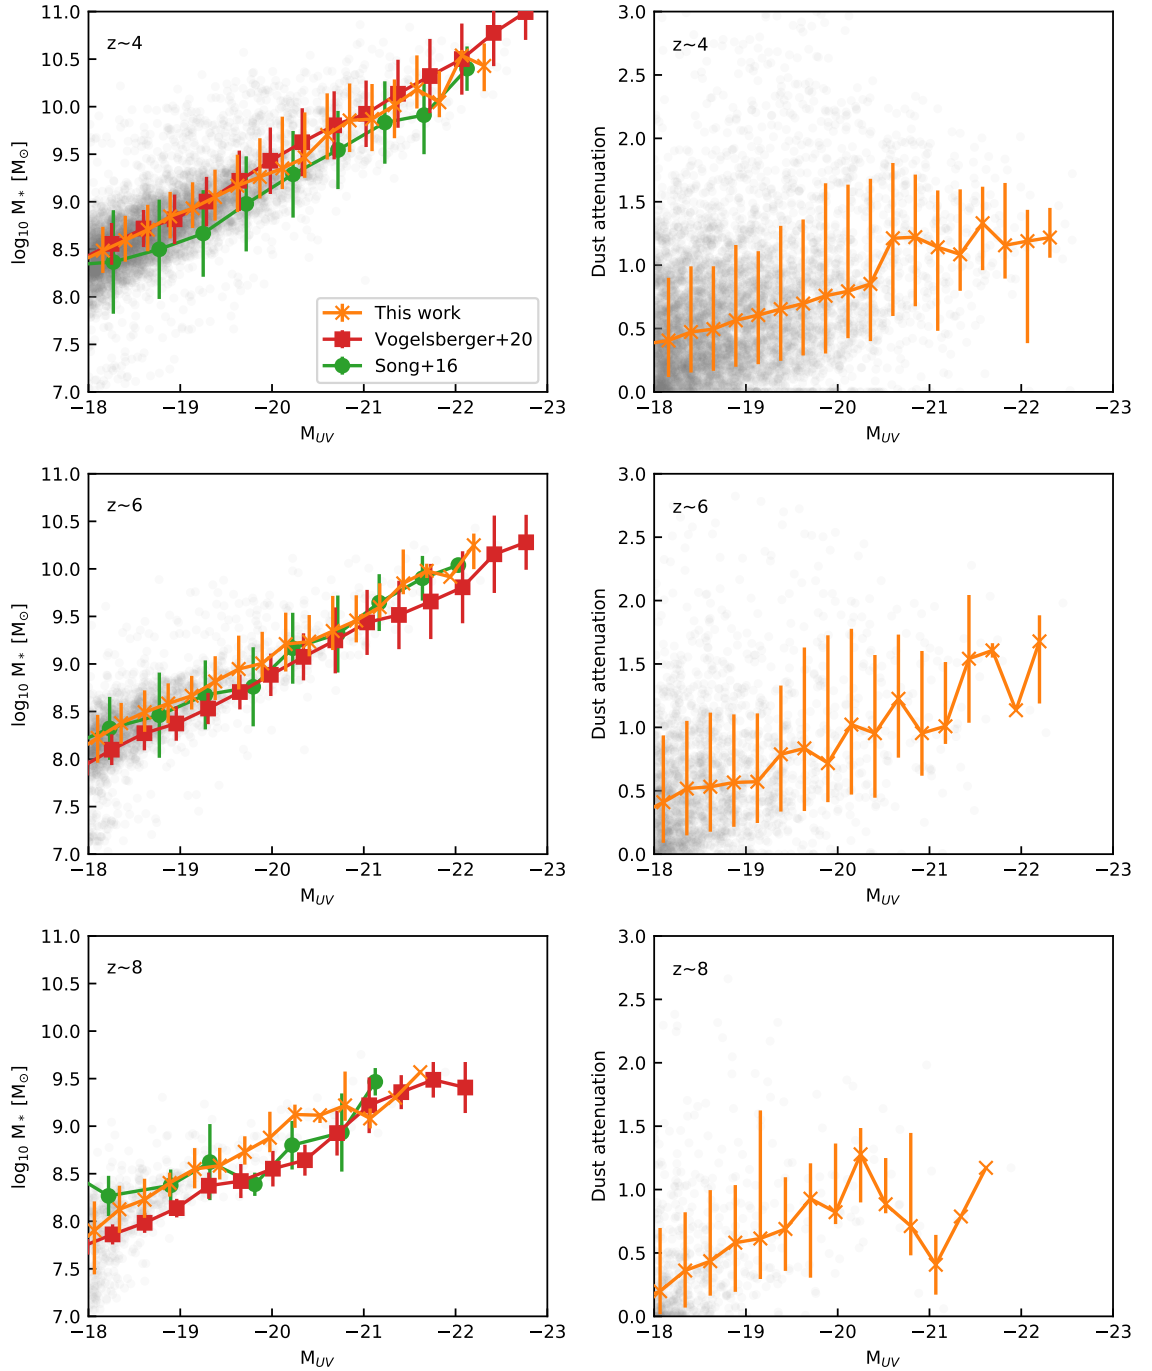 z~4
log₁₀ M* [M⊙]
11.0
10.5
10.0
9.5
9.0
8.5
8.0
7.5
7.0
This work
Vogelsberger+20
Song+16
−18 −19 −20 −21 −22 −23
M_UV
z~4
Dust attenuation
3.0
2.5
2.0
1.5
1.0
0.5
0.0
−18 −19 −20 −21 −22 −23
M_UV
z~6
log₁₀ M* [M⊙]
11.0
10.5
10.0
9.5
9.0
8.5
8.0
7.5
7.0
−18 −19 −20 −21 −22 −23
M_UV
z~6
Dust attenuation
3.0
2.5
2.0
1.5
1.0
0.5
0.0
−18 −19 −20 −21 −22 −23
M_UV
z~8
log₁₀ M* [M⊙]
11.0
10.5
10.0
9.5
9.0
8.5
8.0
7.5
7.0
−18 −19 −20 −21 −22 −23
M_UV
z~8
Dust attenuation
3.0
2.5
2.0
1.5
1.0
0.5
0.0
−18 −19 −20 −21 −22 −23
M_UV